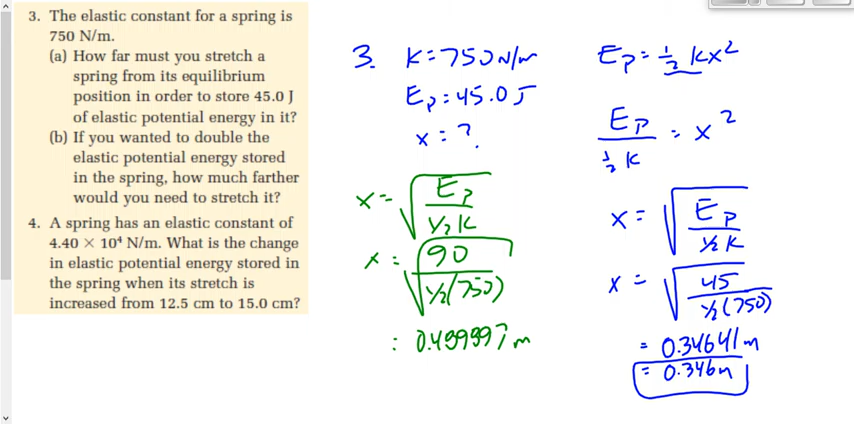 3. The elastic constant for a spring is
750 N/m.
(a) How far must you stretch a
spring from its equilibrium
position in order to store 45.0 J
of elastic potential energy in it?
(b) If you wanted to double the
elastic potential energy stored
in the spring, how much farther
would you need to stretch it?
4. A spring has an elastic constant of
4.40 × 10⁴ N/m. What is the change
in elastic potential energy stored in
the spring when its stretch is
increased from 12.5 cm to 15.0 cm?
3. K = 750 N/m
Ep = 45.0 J
x = ?
x = √(Ep / ½ K)
x = √(90 / ½(750))
= 0.489897 m
Ep = ½ kx²
Ep / ½ K = x²
x = √(Ep / ½ K)
x = √(45 / ½(750))
= 0.34641 m
= 0.346 m